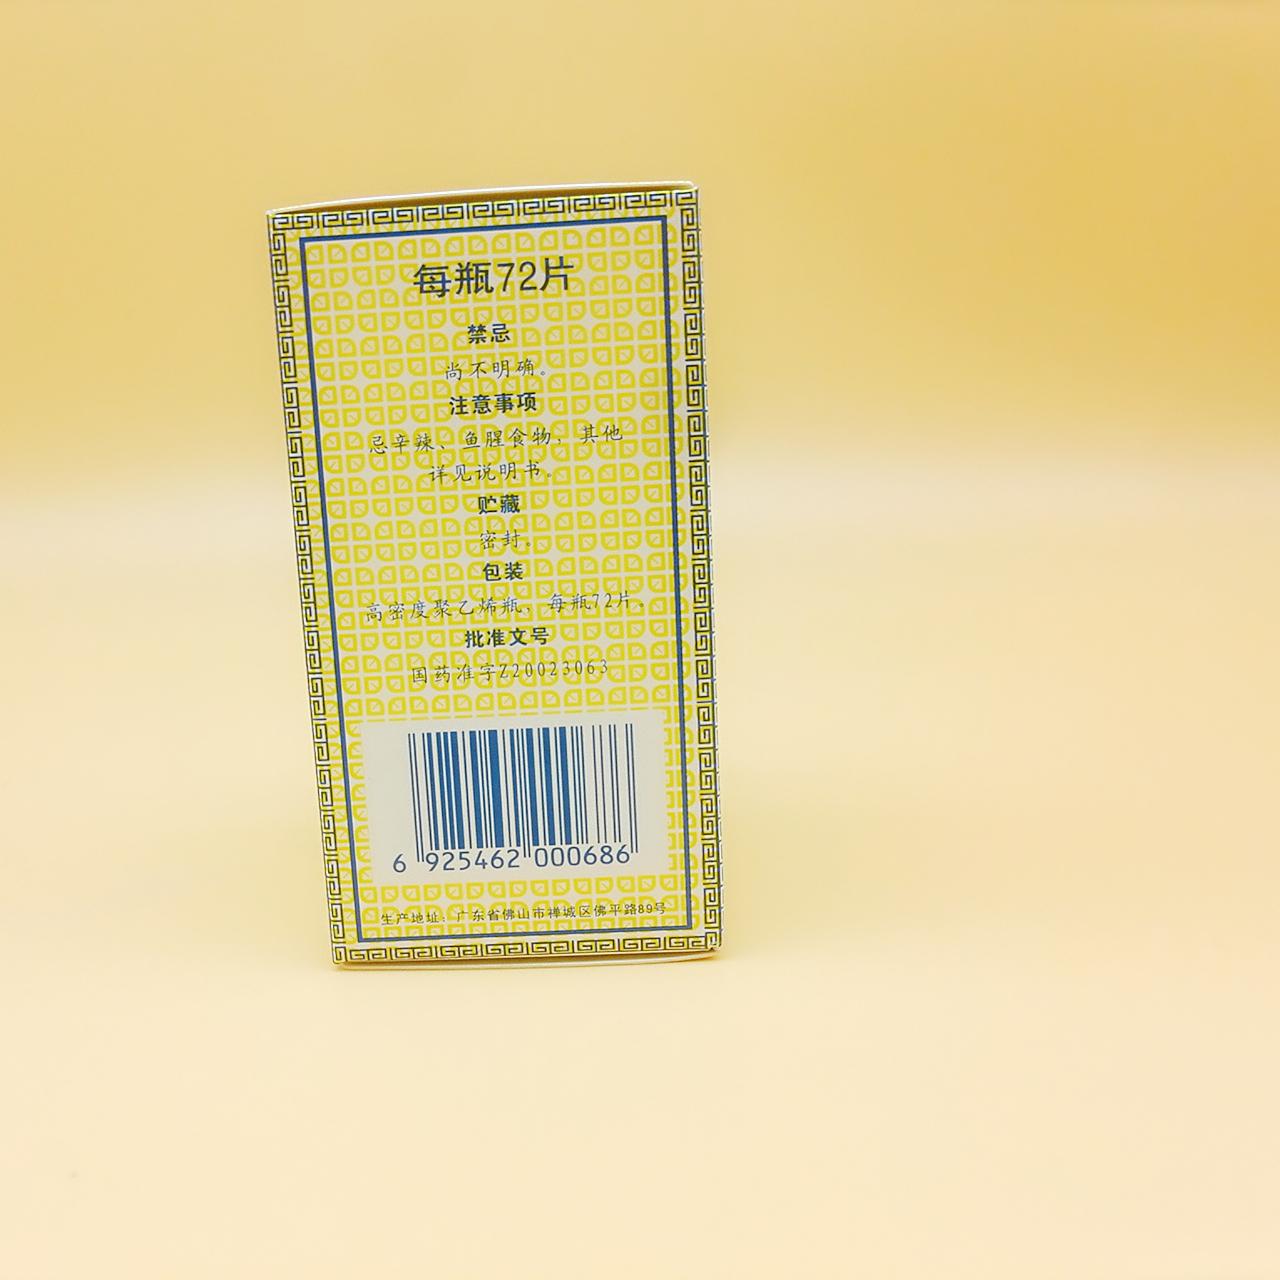 每瓶72片
禁忌
尚不明确。
注意事项
忌辛辣、鱼腥食物；其他
详见说明书。
贮藏
密封。
包装
高密度聚乙烯瓶，每瓶72片。
批准文号
国药准字Z20023063
6 925462 000686
生产地址：广东省佛山市禅城区佛平路89号